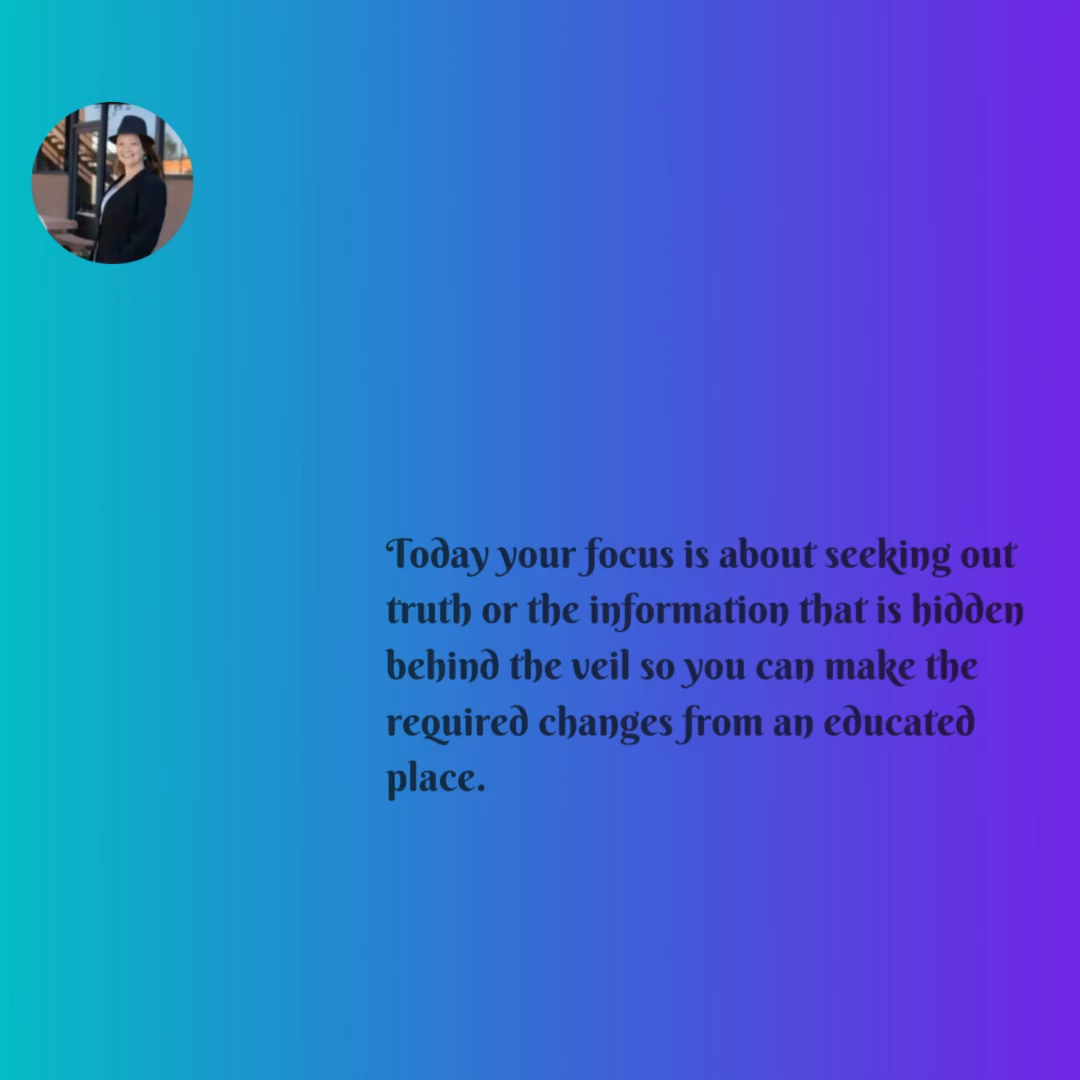 Today your focus is about seeking out
truth or the information that is hidden
behind the veil so you can make the
required changes from an educated
place.